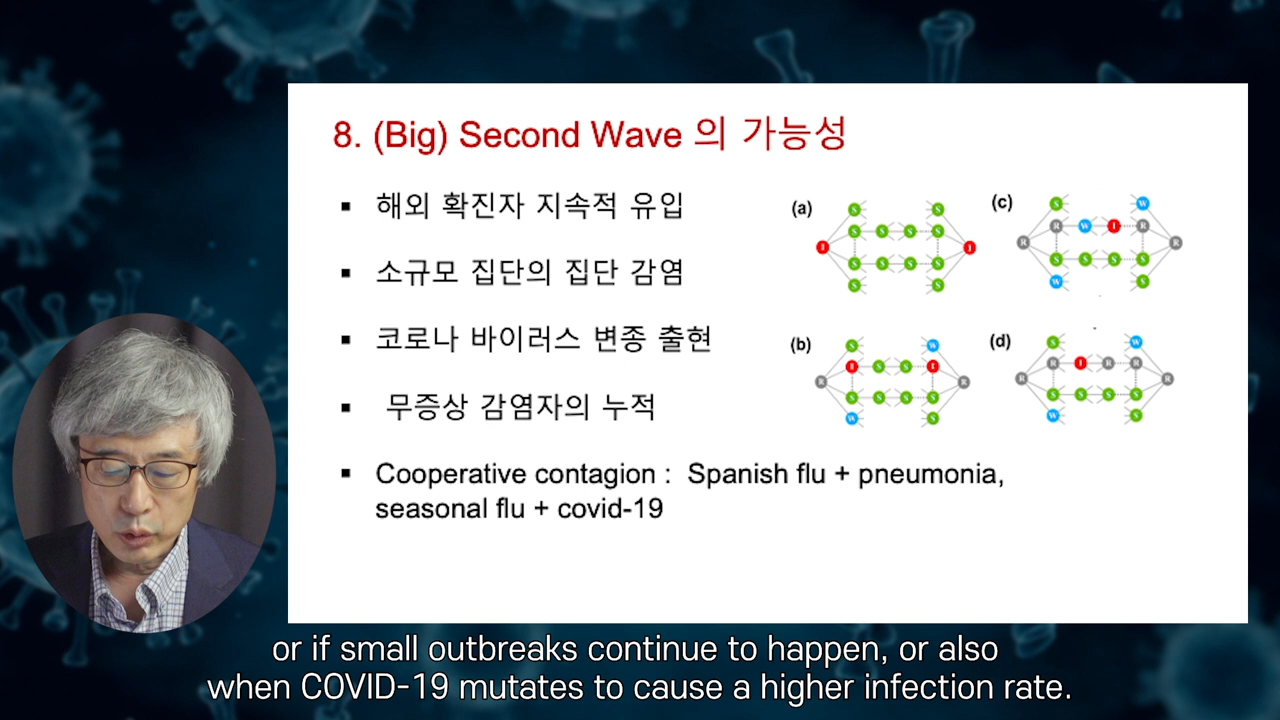 8. (Big) Second Wave 의 가능성
▪ 해외 확진자 지속적 유입
▪ 소규모 집단의 집단 감염
▪ 코로나 바이러스 변종 출현
▪ 무증상 감염자의 누적
▪ Cooperative contagion : Spanish flu + pneumonia,
seasonal flu + covid-19
(a)
S S
S S S S
I I
S S S S
S S
(c)
S W
R W I R
R R
S S S S
W S
(b)
S W
I S S I
R R
S S S S
W S
(d)
S W
R I R R
R R
S S S S
W S
or if small outbreaks continue to happen, or also
when COVID-19 mutates to cause a higher infection rate.